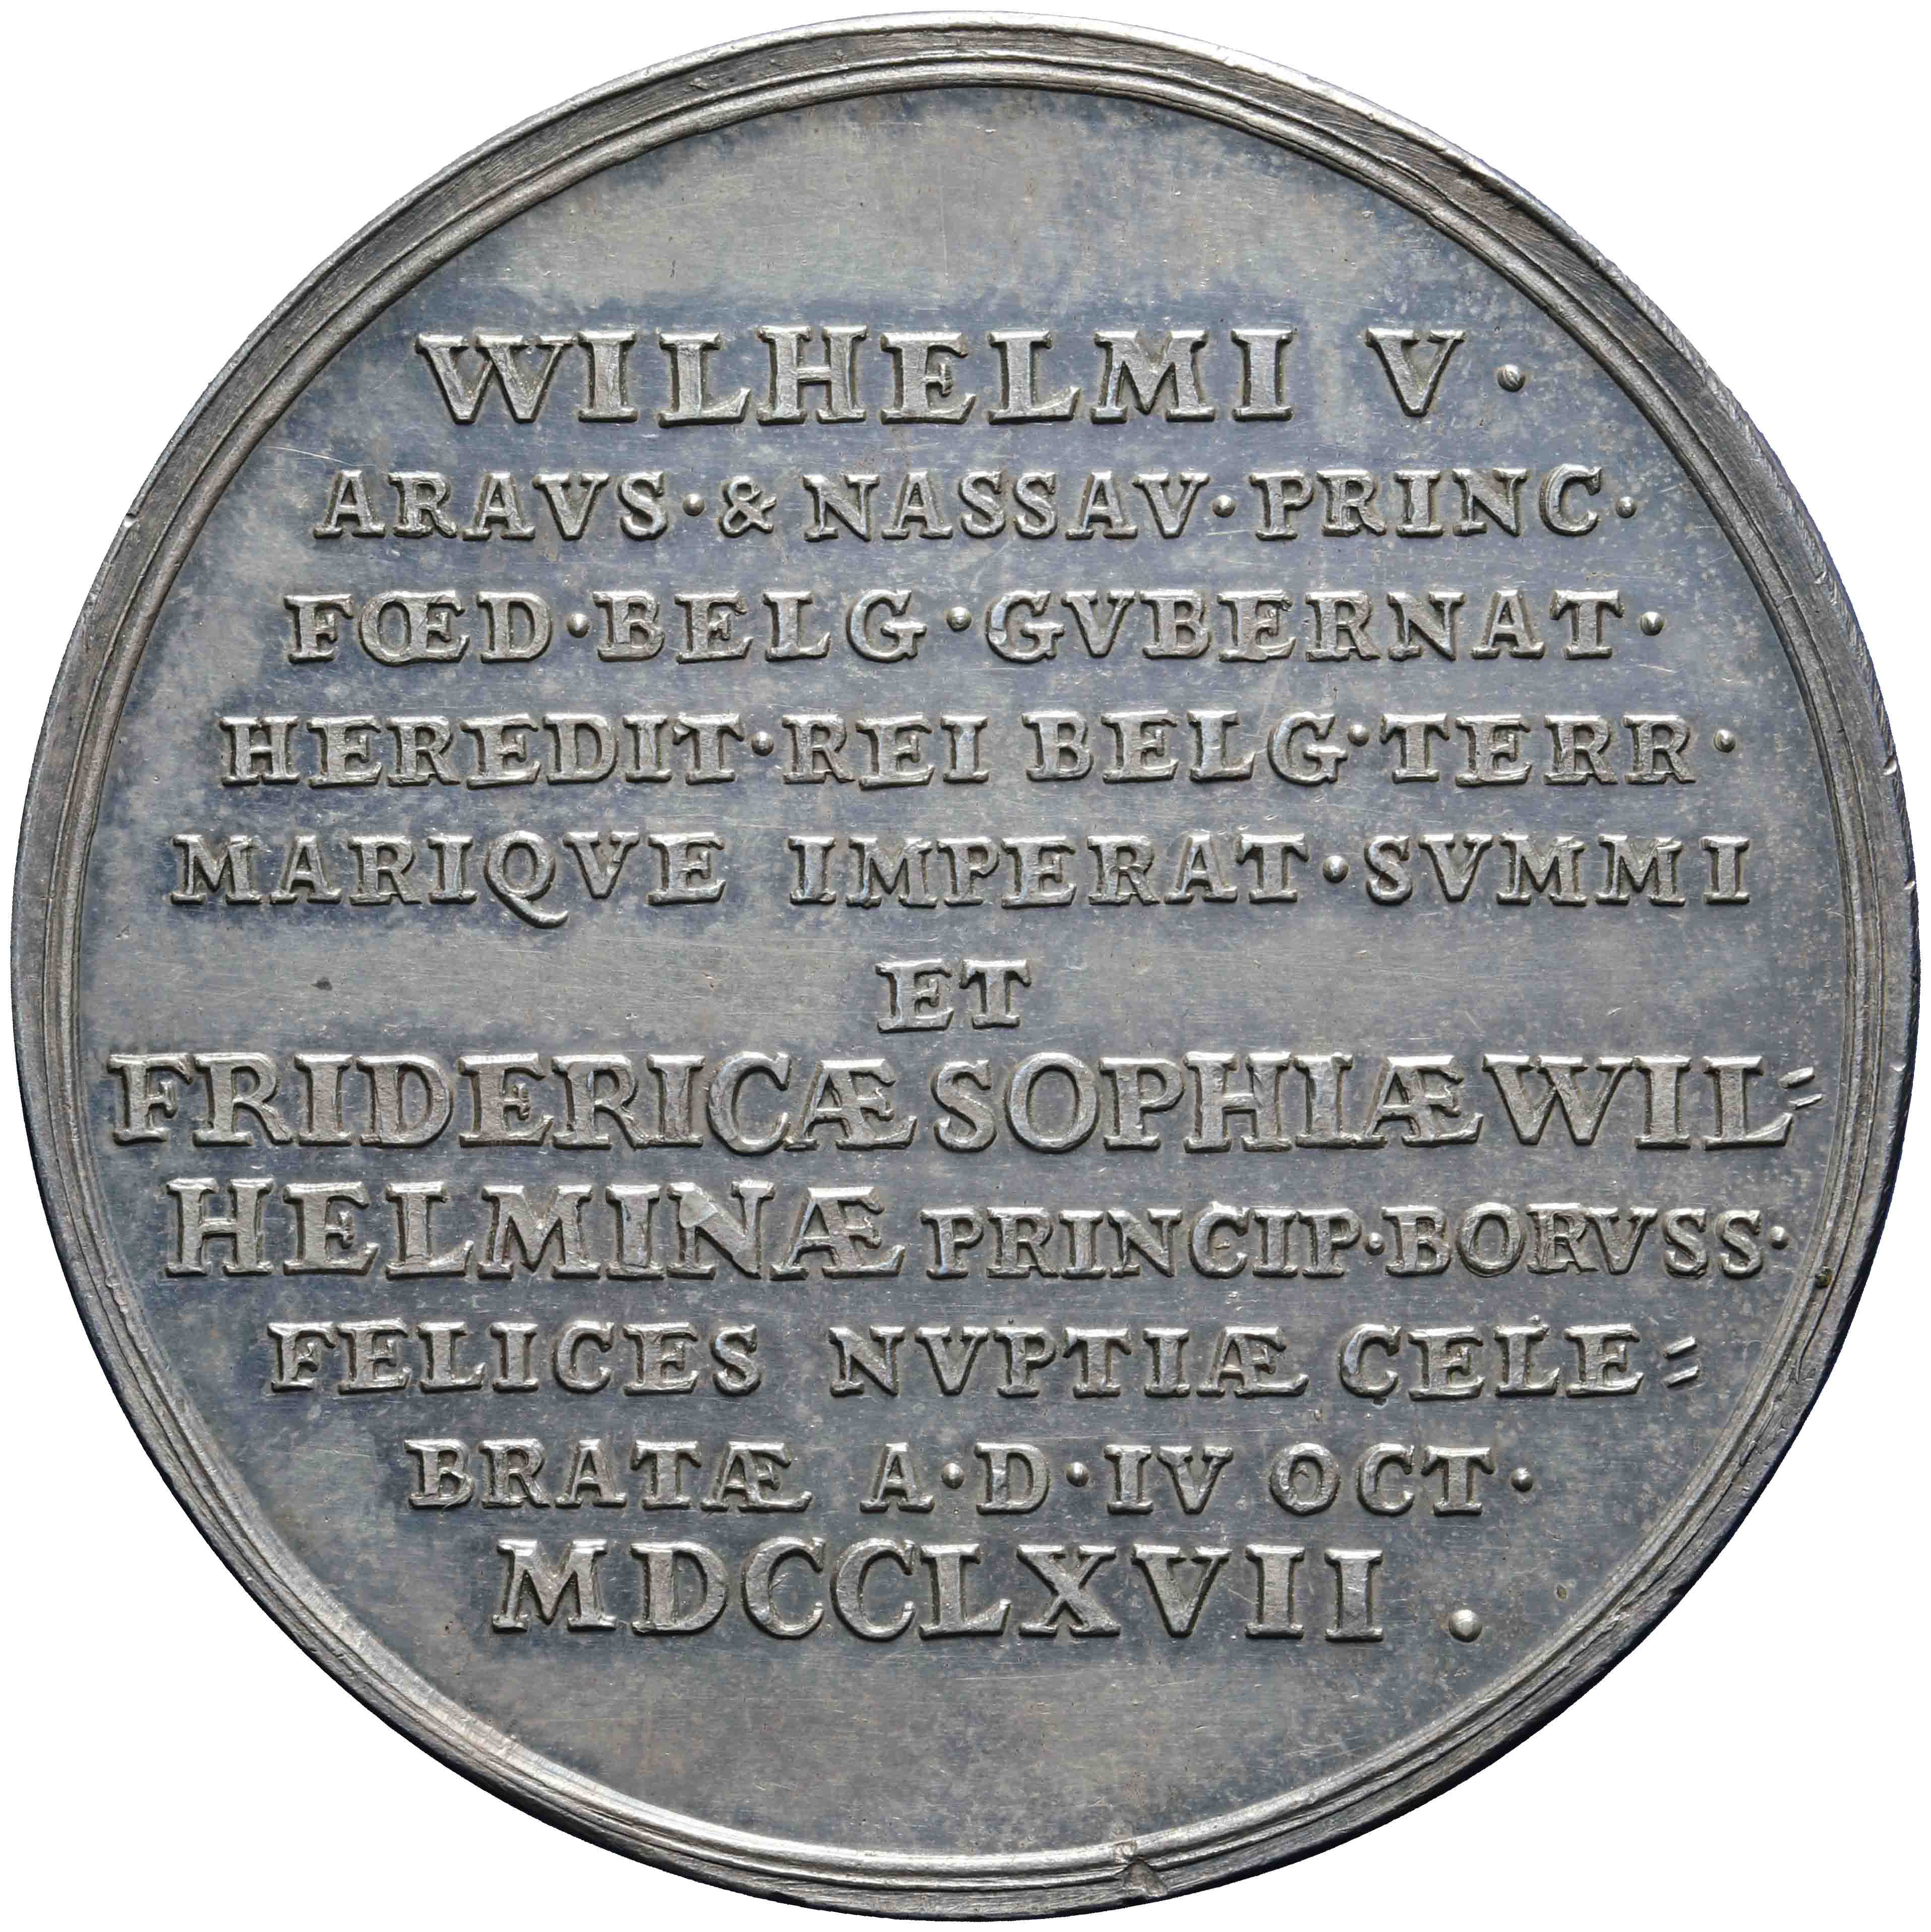 WILHELMI V.
ARAVS·&NASSAV·PRINC·
FŒD·BELG·GVBERNAT·
HEREDIT·REI BELG·TERR·
MARIQVE IMPERAT·SVMMI
ET
FRIDERICÆ SOPHIÆ WIL=
HELMINÆ PRINCIP·BORVSS·
FELICES NVPTIÆ CELE=
BRATÆ A·D·IV OCT·
MDCCLXVII.